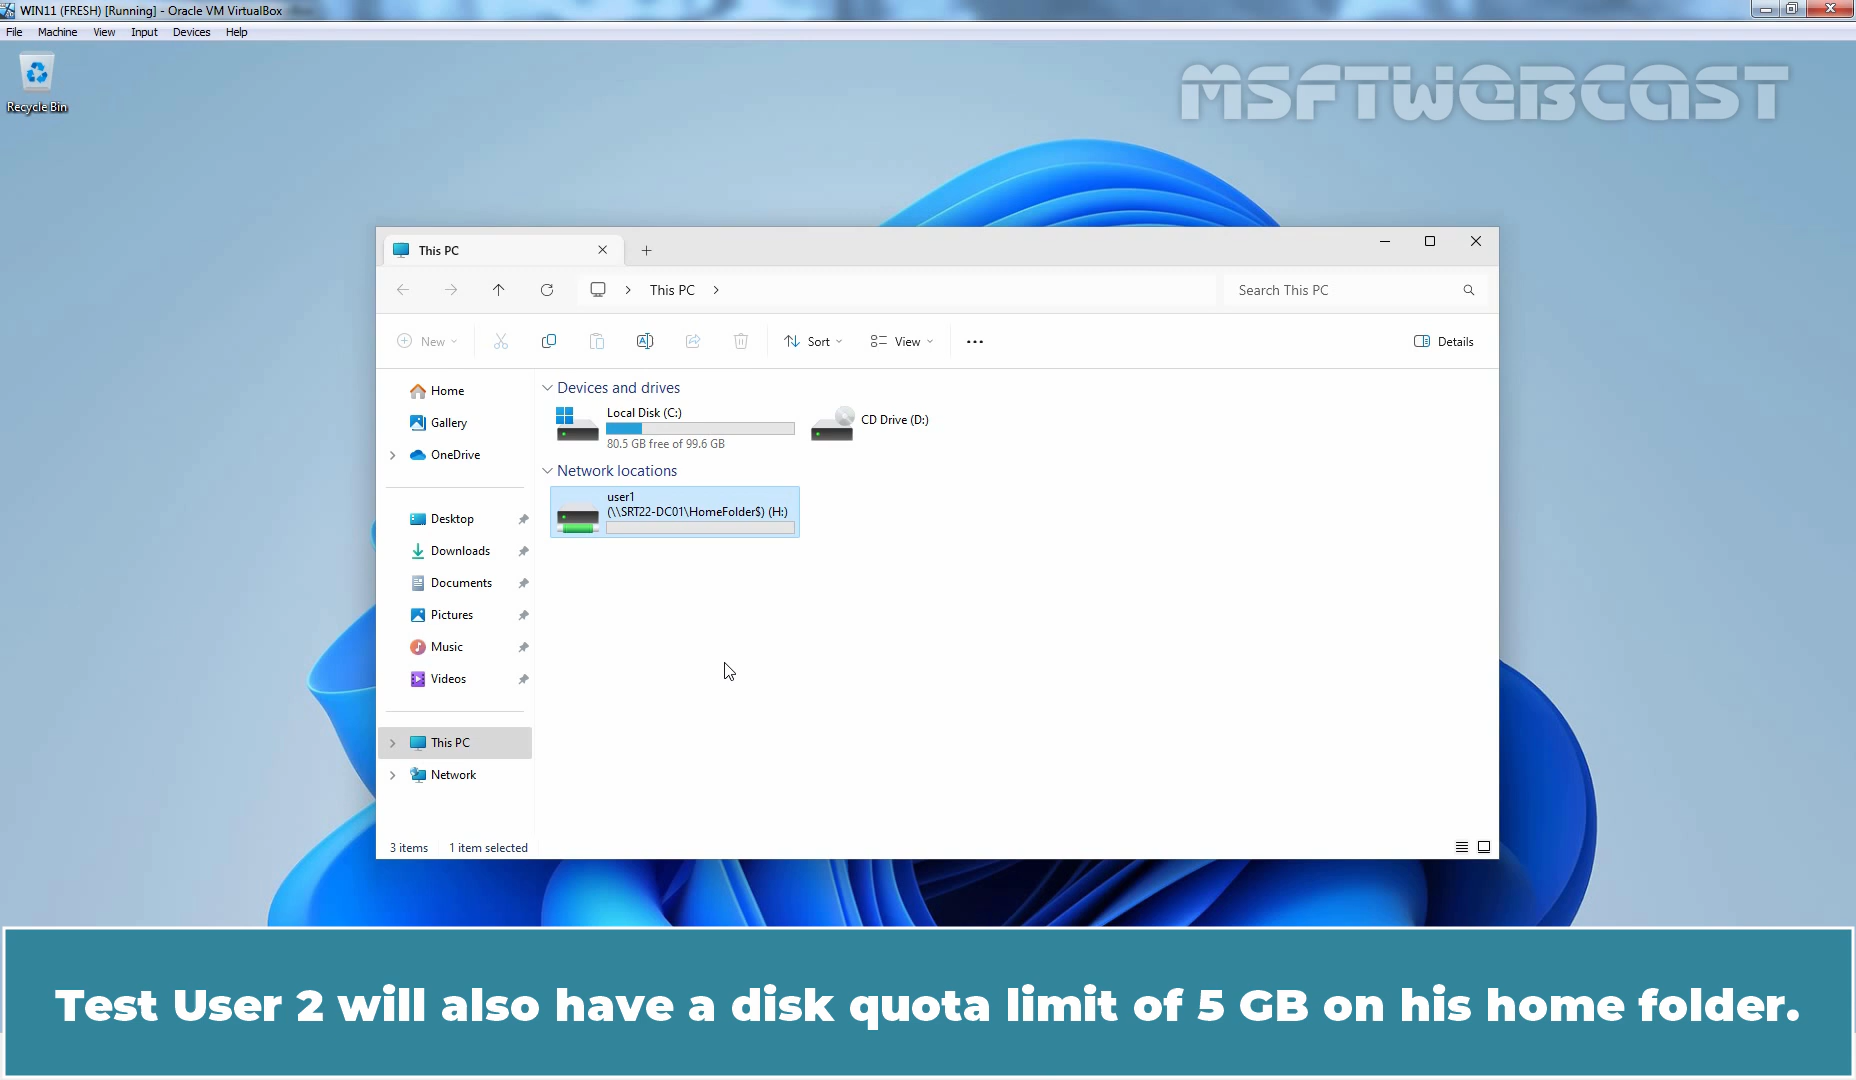 WIN11 (FRESH) [Running] - Oracle VM VirtualBox
File Machine View Input Devices Help
Recycle Bin
MSFTWEBCAST
This PC
This PC
Search This PC
New
Sort
View
Details
Home
Gallery
OneDrive
Desktop
Downloads
Documents
Pictures
Music
Videos
This PC
Network
Devices and drives
Local Disk (C:)
80.5 GB free of 99.6 GB
CD Drive (D:)
Network locations
user1
(\\SRT22-DC01\HomeFolder$) (H:)
3 items 1 item selected
Test User 2 will also have a disk quota limit of 5 GB on his home folder.